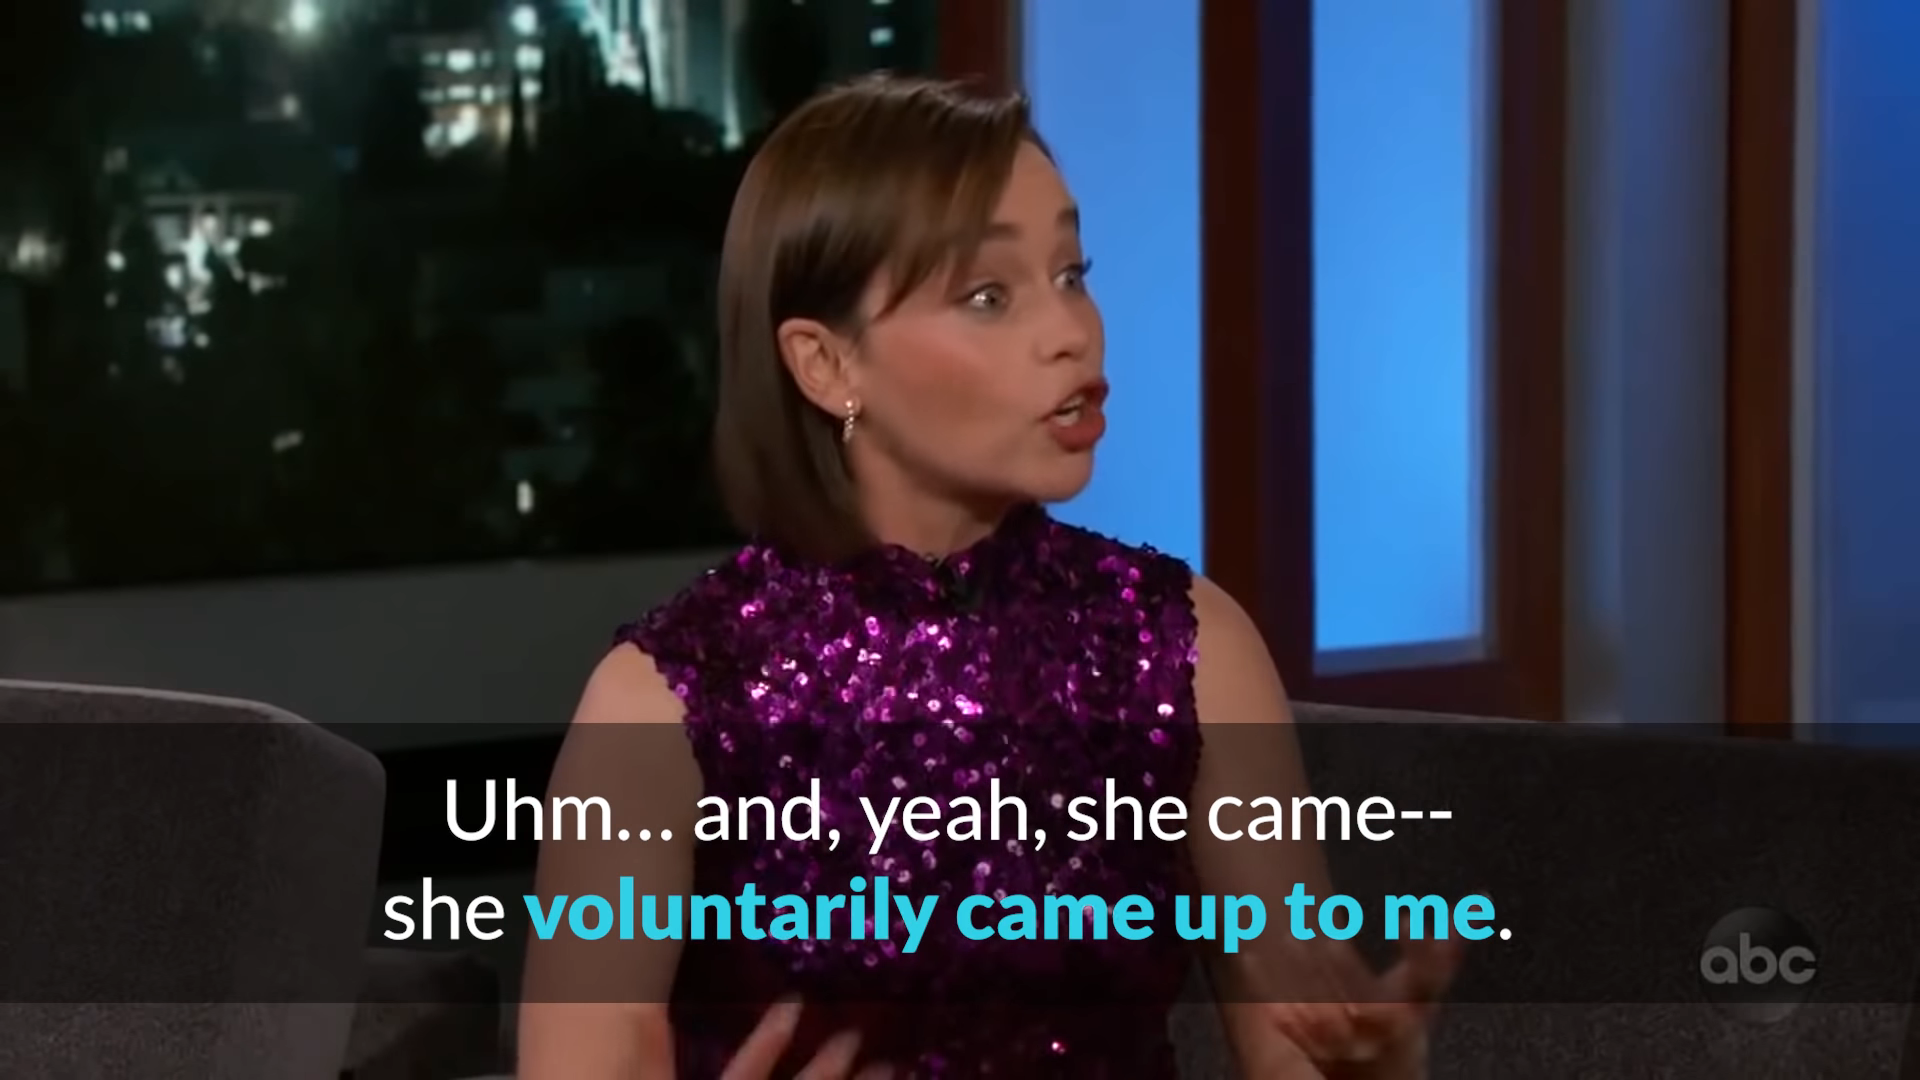 Uhm... and, yeah, she came--
she voluntarily came up to me.
abc